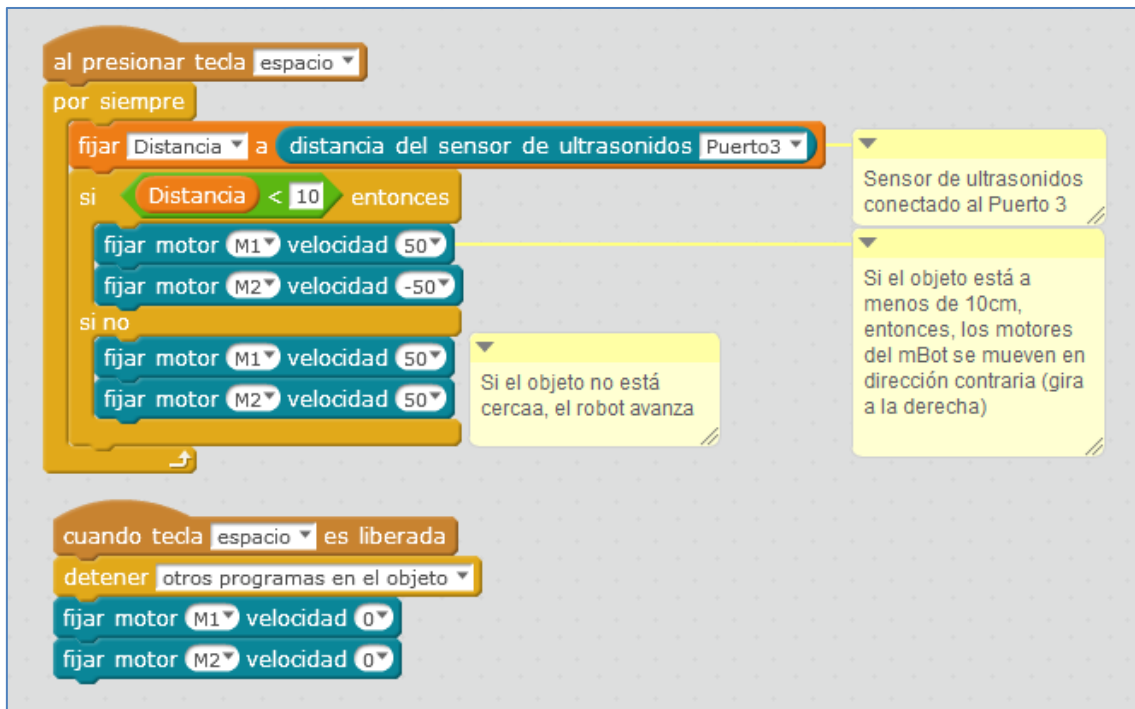 al presionar tecla espacio
por siempre
fijar Distancia a distancia del sensor de ultrasonidos Puerto3
si Distancia < 10 entonces
fijar motor M1 velocidad 50
fijar motor M2 velocidad -50
si no
fijar motor M1 velocidad 50
fijar motor M2 velocidad 50
Sensor de ultrasonidos
conectado al Puerto 3
Si el objeto está a
menos de 10cm,
entonces, los motores
del mBot se mueven en
dirección contraria (gira
a la derecha)
Si el objeto no está
cercaa, el robot avanza
cuando tecla espacio es liberada
detener otros programas en el objeto
fijar motor M1 velocidad 0
fijar motor M2 velocidad 0